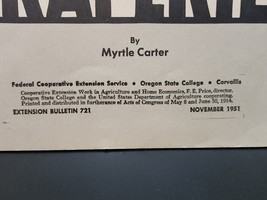 By
Myrtle Carter
Federal Cooperative Extension Service • Oregon State College • Corvallis
Cooperative Extension Work in Agriculture and Home Economics, F. E. Price, director,
Oregon State College and the United States Department of Agriculture cooperating.
Printed and distributed in furtherance of Acts of Congress of May 8 and June 30, 1914.
EXTENSION BULLETIN 721 NOVEMBER 1951